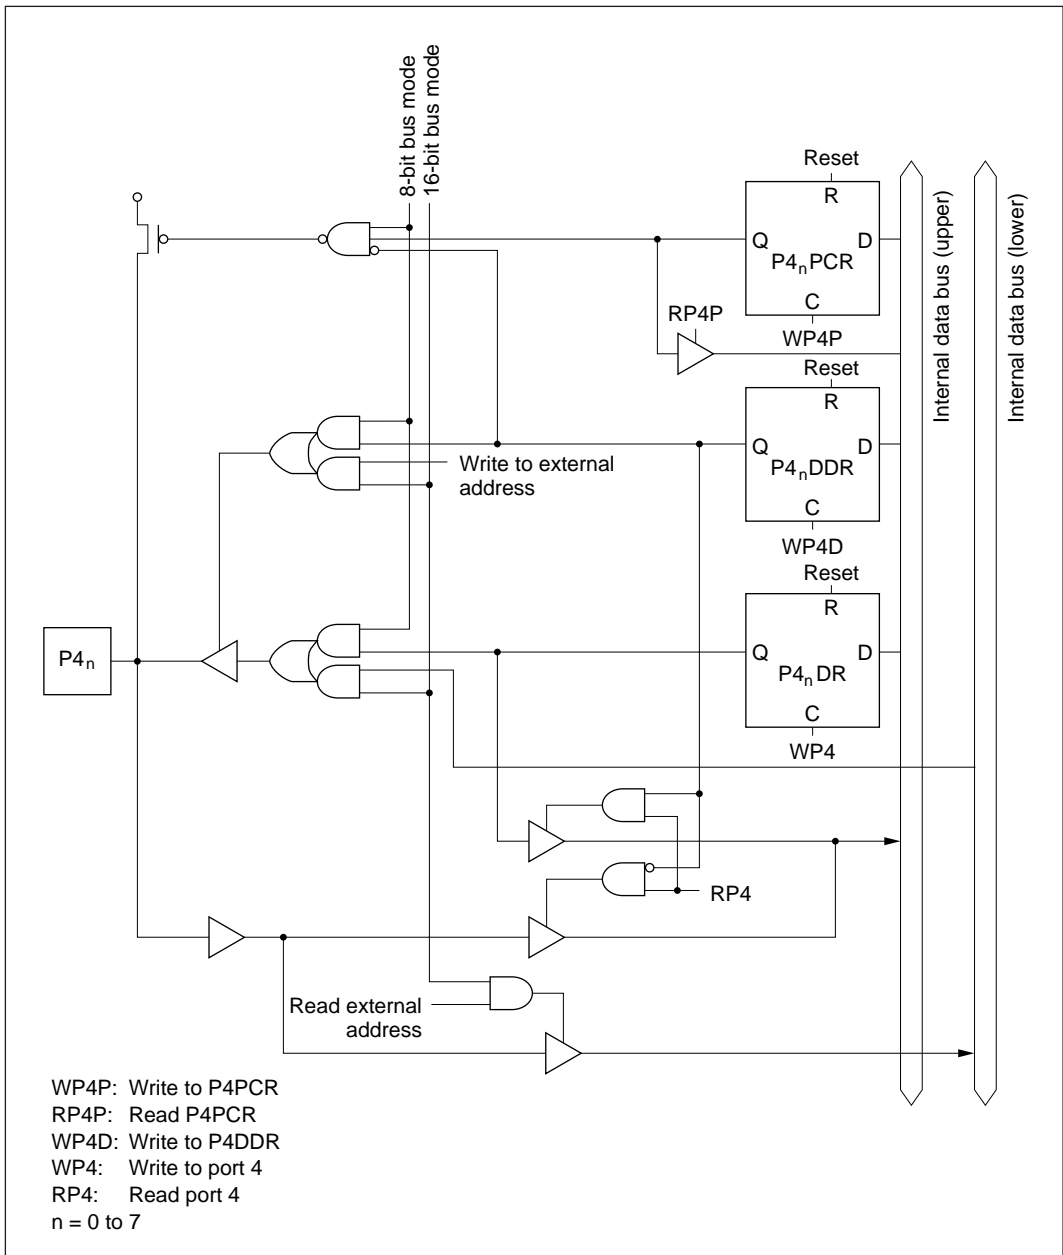 8-bit bus mode
16-bit bus mode
Reset
R
Q
D
P4nPCR
C
WP4P
RP4P
Internal data bus (upper)
Internal data bus (lower)
Reset
R
Q
D
P4nDDR
C
WP4D
Write to external
address
Reset
R
Q
D
P4nDR
C
WP4
P4n
RP4
Read external
address
WP4P: Write to P4PCR
RP4P: Read P4PCR
WP4D: Write to P4DDR
WP4: Write to port 4
RP4: Read port 4
n = 0 to 7